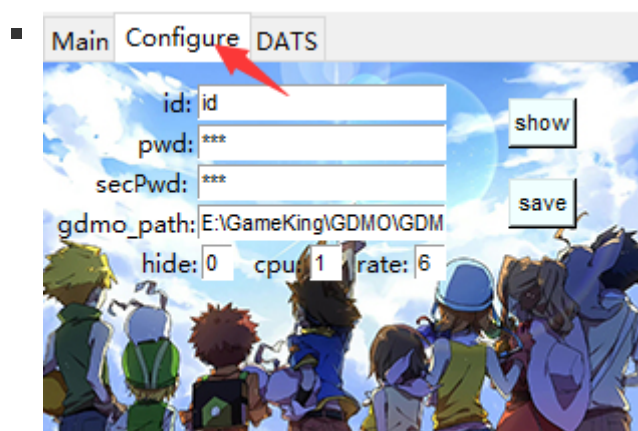 Main Configure DATS
id: id
show
pwd: ***
secPwd: ***
save
gdmo_path: E:\GameKing\GDMO\GDM
hide: 0 cpu: 1 rate: 6